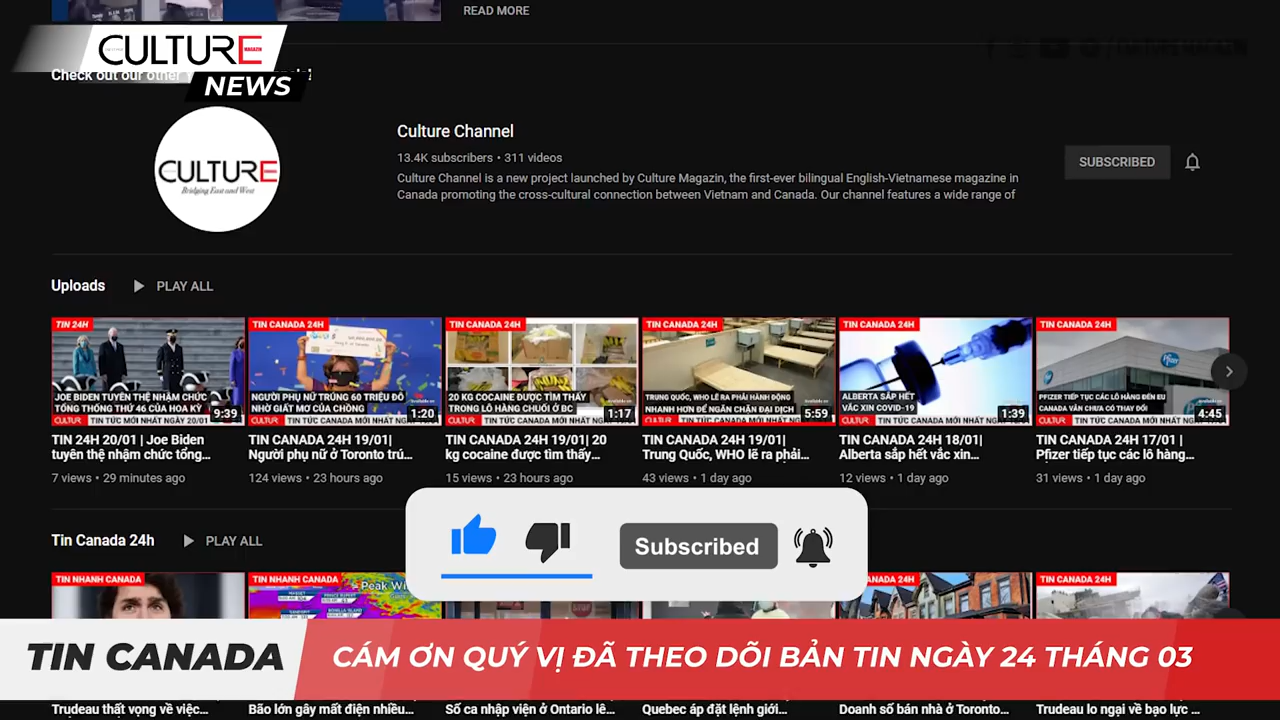 READ MORE
CULTURE MAGAZIN
NEWS
Check out our other
CULTURE
Bridging East and West
Culture Channel
13.4K subscribers • 311 videos
Culture Channel is a new project launched by Culture Magazin, the first-ever bilingual English-Vietnamese magazine in
Canada promoting the cross-cultural connection between Vietnam and Canada. Our channel features a wide range of
SUBSCRIBED
Uploads
PLAY ALL
TIN 24H
JOE BIDEN TUYÊN THỆ NHẬM CHỨC
TỔNG THỐNG THỨ 46 CỦA HOA KỲ
9:39
TIN TỨC MỚI NHẤT NGÀY 20/01
TIN 24H 20/01 | Joe Biden
tuyên thệ nhậm chức tổng...
7 views • 29 minutes ago
TIN CANADA 24H
NGƯỜI PHỤ NỮ TRÚNG 60 TRIỆU ĐÔ
NHỜ GIẤT MƠ CỦA CHỒNG
1:20
TIN CANADA 24H 19/01|
Người phụ nữ ở Toronto trú...
124 views • 23 hours ago
TIN CANADA 24H
20 KG COCAINE ĐƯỢC TÌM THẤY
TRONG LÔ HÀNG CHUỐI Ở BC
1:17
TIN CANADA 24H 19/01| 20
kg cocaine được tìm thấy...
15 views • 23 hours ago
TIN CANADA 24H
TRUNG QUỐC, WHO LẼ RA PHẢI HÀNH ĐỘNG
NHANH HƠN ĐỂ NGĂN CHẶN ĐẠI DỊCH
5:59
TIN CANADA 24H 19/01|
Trung Quốc, WHO lẽ ra phải...
43 views • 1 day ago
TIN CANADA 24H
ALBERTA SẮP HẾT
VẮC XIN COVID-19
1:39
TIN CANADA 24H 18/01|
Alberta sắp hết vắc xin...
12 views • 1 day ago
TIN CANADA 24H
PFIZER TIẾP TỤC CÁC LÔ HÀNG ĐẾN EU
CANADA VẪN CHƯA CÓ THAY ĐỔI
4:45
TIN CANADA 24H 17/01 |
Pfizer tiếp tục các lô hàng...
31 views • 1 day ago
Tin Canada 24h
PLAY ALL
Subscribed
TIN NHANH CANADA
TIN NHANH CANADA
Peak Wi
CANADA 24H
TIN CANADA 24H
TIN CANADA
CÁM ƠN QUÝ VỊ ĐÃ THEO DÕI BẢN TIN NGÀY 24 THÁNG 03
Trudeau thất vọng về việc...
Bão lớn gây mất điện nhiều...
Số ca nhập viện ở Ontario lê...
Quebec áp đặt lệnh giới...
Doanh số bán nhà ở Toronto...
Trudeau lo ngại về bạo lực ...